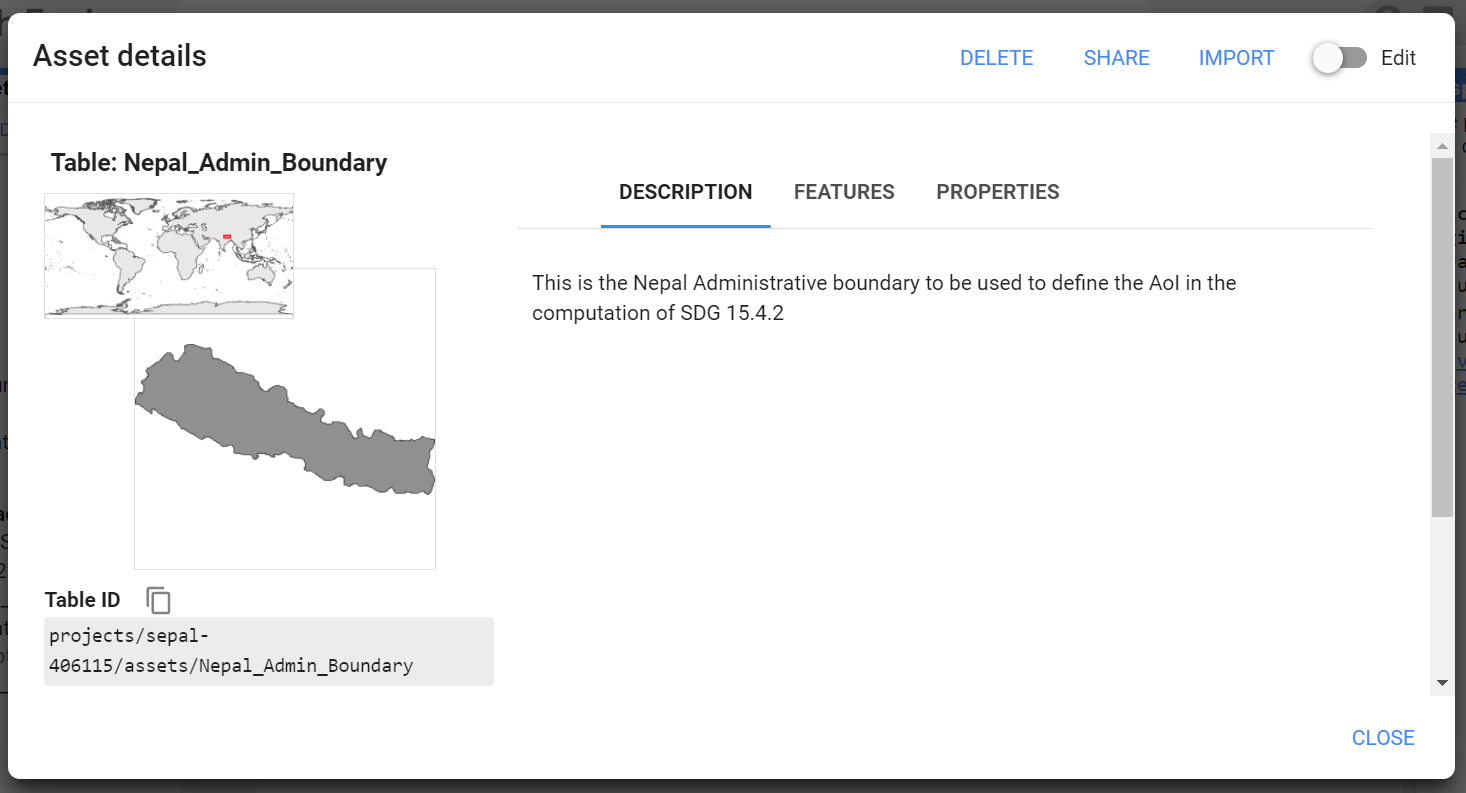 Asset details
DELETE
SHARE
IMPORT
Edit
Table: Nepal_Admin_Boundary
DESCRIPTION
FEATURES
PROPERTIES
This is the Nepal Administrative boundary to be used to define the AoI in the
computation of SDG 15.4.2
Table ID
projects/sepal-
406115/assets/Nepal_Admin_Boundary
CLOSE